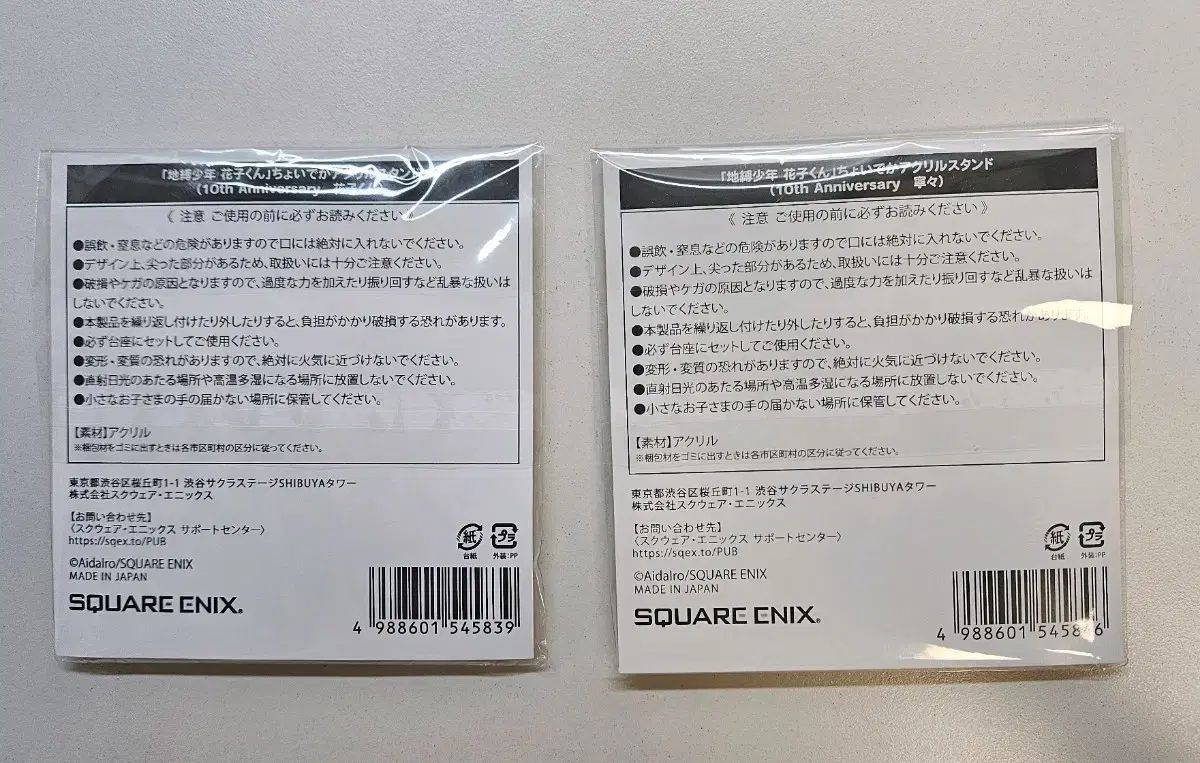 「地縛少年 花子くん」ちょいでかアクリルスタンド
(10th Anniversary 花子くん)
《 注意 ご使用の前に必ずお読みください 》
●誤飲・窒息などの危険がありますので口には絶対に入れないでください。
●デザイン上、尖った部分があるため、取扱いには十分ご注意ください。
●破損やケガの原因となりますので、過度な力を加えたり振り回すなど乱暴な扱いは
しないでください。
●本製品を繰り返し付けたり外したりすると、負担がかかり破損する恐れがあります。
●必ず台座にセットしてご使用ください。
●変形・変質の恐れがありますので、絶対に火気に近づけないでください。
●直射日光のあたる場所や高温多湿になる場所に放置しないでください。
●小さなお子さまの手の届かない場所に保管してください。
【素材】アクリル
※梱包材をゴミに出すときは各市区町村の区分に従ってください。
東京都渋谷区桜丘町1-1 渋谷サクラステージSHIBUYAタワー
株式会社スクウェア・エニックス
【お問い合わせ先】
〈スクウェア・エニックス サポートセンター〉
https://sqex.to/PUB
紙 プラ
台紙 外装:PP
©AidaIro/SQUARE ENIX
MADE IN JAPAN
SQUARE ENIX®
4 988601 545839
「地縛少年 花子くん」ちょいでかアクリルスタンド
(10th Anniversary 寧々)
《 注意 ご使用の前に必ずお読みください 》
●誤飲・窒息などの危険がありますので口には絶対に入れないでください。
●デザイン上、尖った部分があるため、取扱いには十分ご注意ください。
●破損やケガの原因となりますので、過度な力を加えたり振り回すなど乱暴な扱いは
しないでください。
●本製品を繰り返し付けたり外したりすると、負担がかかり破損する恐れがあります。
●必ず台座にセットしてご使用ください。
●変形・変質の恐れがありますので、絶対に火気に近づけないでください。
●直射日光のあたる場所や高温多湿になる場所に放置しないでください。
●小さなお子さまの手の届かない場所に保管してください。
【素材】アクリル
※梱包材をゴミに出すときは各市区町村の区分に従ってください。
東京都渋谷区桜丘町1-1 渋谷サクラステージSHIBUYAタワー
株式会社スクウェア・エニックス
【お問い合わせ先】
〈スクウェア・エニックス サポートセンター〉
https://sqex.to/PUB
紙 プラ
台紙 外装:PP
©AidaIro/SQUARE ENIX
MADE IN JAPAN
SQUARE ENIX®
4 988601 545846